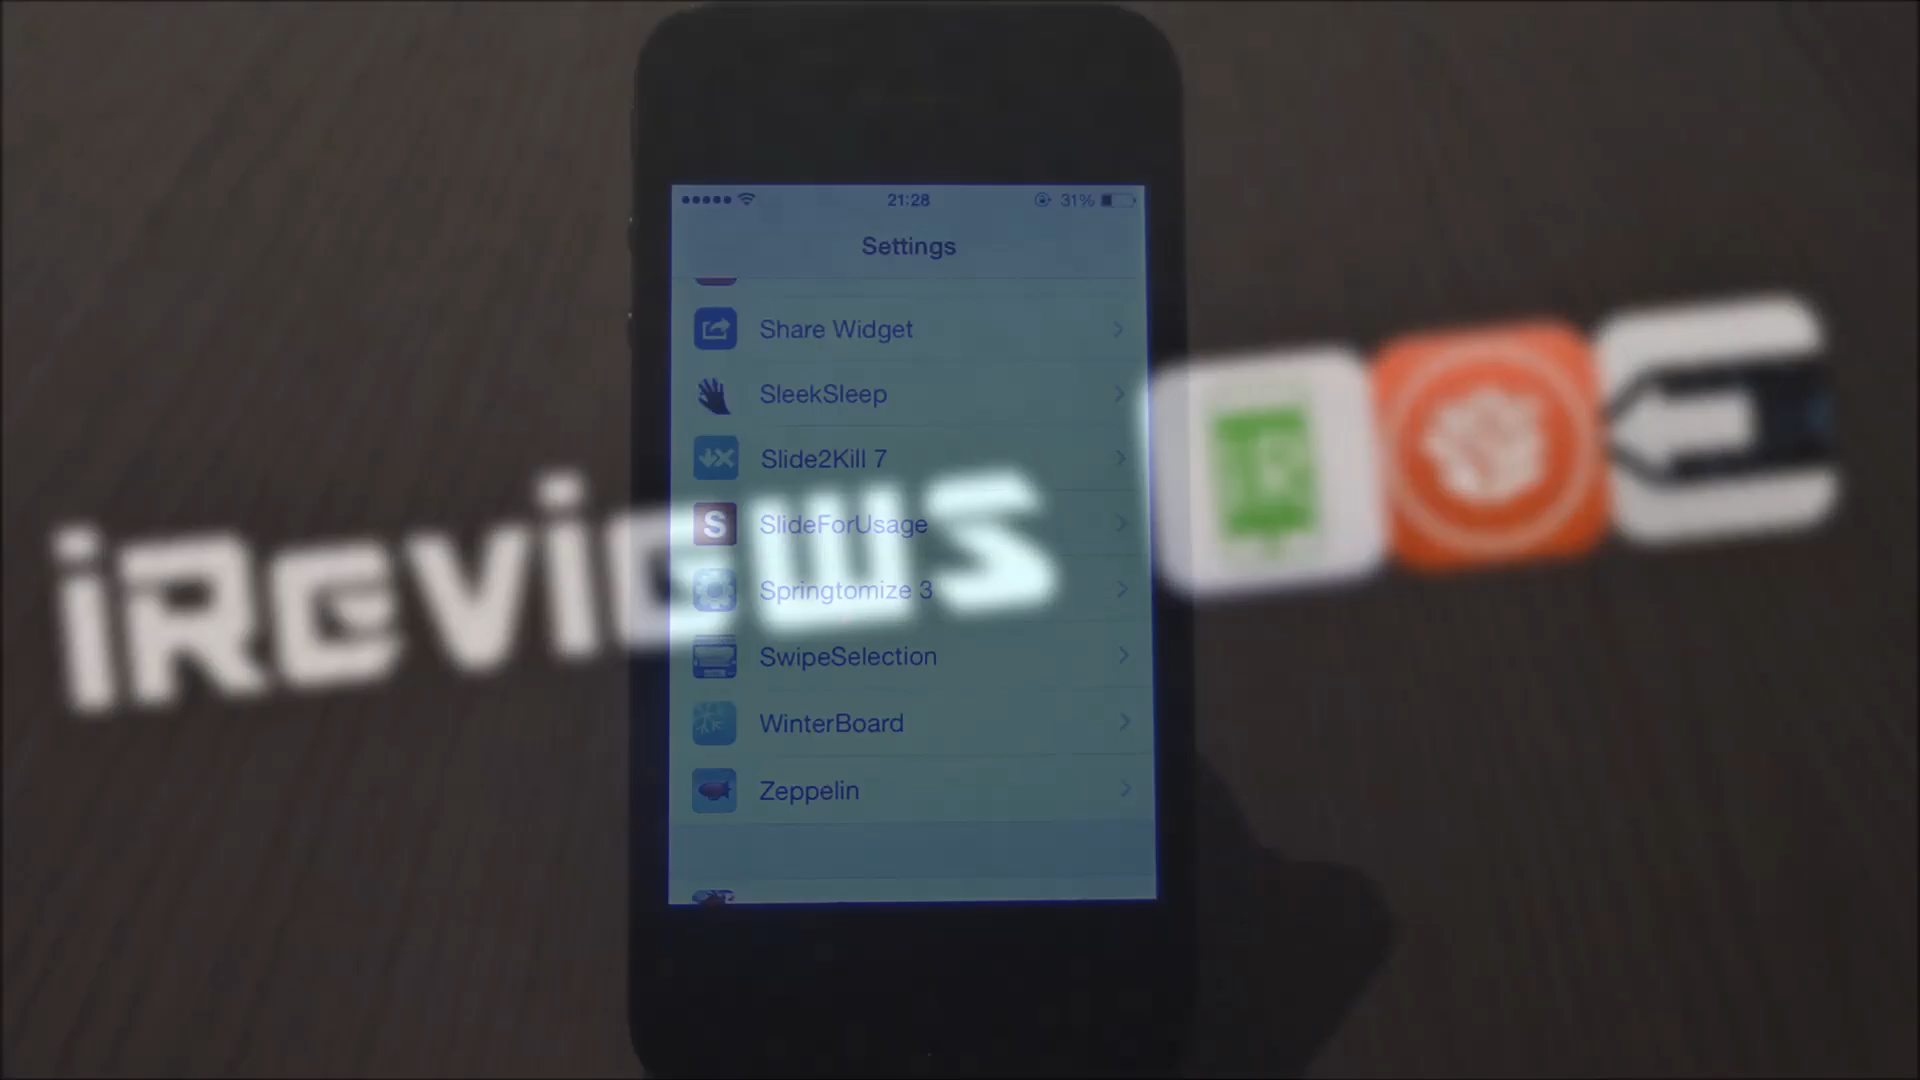 21:28 31%
Settings
Share Widget
SleekSleep
Slide2Kill 7
SlideForUsage
S
Springtomize 3
SwipeSelection
WinterBoard
Zeppelin
iReviews